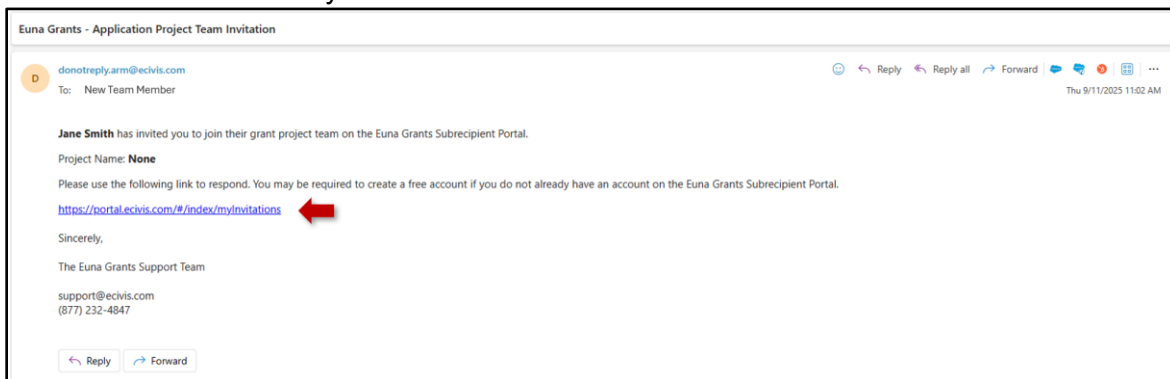 Euna Grants - Application Project Team Invitation
D
donotreply.arm@ecivis.com
Reply Reply all Forward
To: New Team Member
Thu 9/11/2025 11:02 AM
Jane Smith has invited you to join their grant project team on the Euna Grants Subrecipient Portal.
Project Name: None
Please use the following link to respond. You may be required to create a free account if you do not already have an account on the Euna Grants Subrecipient Portal.
https://portal.ecivis.com/#/index/myInvitations
Sincerely,
The Euna Grants Support Team
support@ecivis.com
(877) 232-4847
Reply Forward